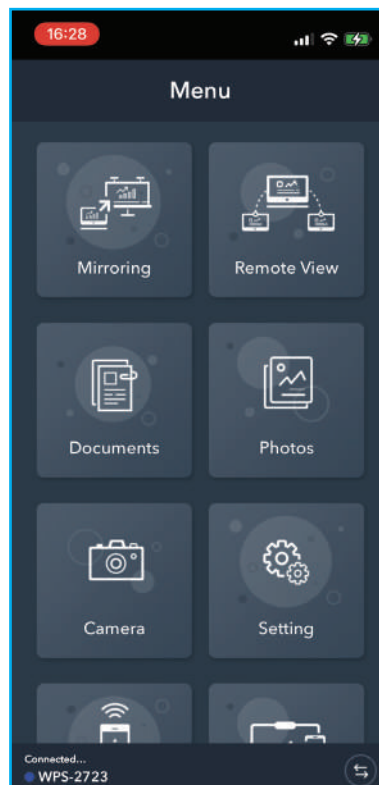 16:28
Menu
Mirroring
Remote View
Documents
Photos
Camera
Setting
Connected...
WPS-2723